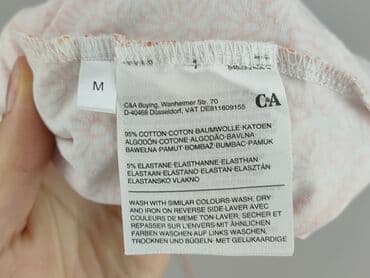 M
C&A Buying, Wanheimer Str. 70
D-40468 Düsseldorf, VAT DE811609155
C&A
95% COTTON·COTON·BAUMWOLLE·KATOEN
ALGODÓN·COTONE·ALGODÃO·BAVLNA·
BAWEŁNA·PAMUT·BOMBAŽ·BUMBAC·PAMUK
5% ELASTANE·ELASTHANNE·ELASTHAN
ELASTAAN·ELASTANO·ELASTAN·ELASZTÁN
ELASTANSKO VLAKNO
WASH WITH SIMILAR COLOURS·WASH, DRY
AND IRON ON REVERSE SIDE·LAVER AVEC
COULEURS DE MEME TON·LAVER, SECHER ET
REPASSER SUR L'ENVERS·MIT ÄHNLICHEN
FARBEN WASCHEN·AUF LINKS WASCHEN,
TROCKNEN UND BÜGELN·MET GELIJKAARDIGE